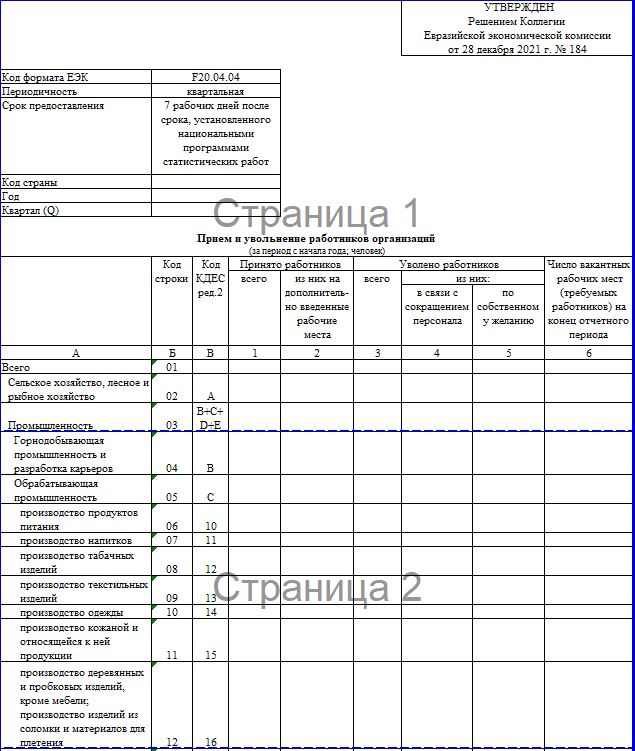 УТВЕРЖДЕН
Решением Коллегии
Евразийской экономической комиссии
от 28 декабря 2021 г. № 184
Код формата ЕЭК F20.04.04
Периодичность квартальная
Срок предоставления 7 рабочих дней после
срока, установленного
национальными
программами
статистических работ
Код страны
Год
Квартал (Q)
Страница 1
Прием и увольнение работников организаций
(за период с начала года; человек)
Код Код Принято работников Уволено работников Число вакантных
строки КДЕС всего из них на всего из них: рабочих мест
ред.2 дополнитель- в связи с по (требуемых
но введенные сокращением собственном работников) на
рабочие персонала у желанию конец отчетного
места периода
А Б В 1 2 3 4 5 6
Всего 01
Сельское хозяйство, лесное и
рыбное хозяйство 02 A
B+C+
Промышленность 03 D+E
Горнодобывающая
промышленность и
разработка карьеров 04 B
Обрабатывающая
промышленность 05 C
производство продуктов
питания 06 10
производство напитков 07 11
производство табачных
изделий 08 12
Страница 2
производство текстильных
изделий 09 13
производство одежды 10 14
производство кожаной и
относящейся к ней
продукции 11 15
производство деревянных
и пробковых изделий,
кроме мебели;
производство изделий из
соломки и материалов для
плетения 12 16